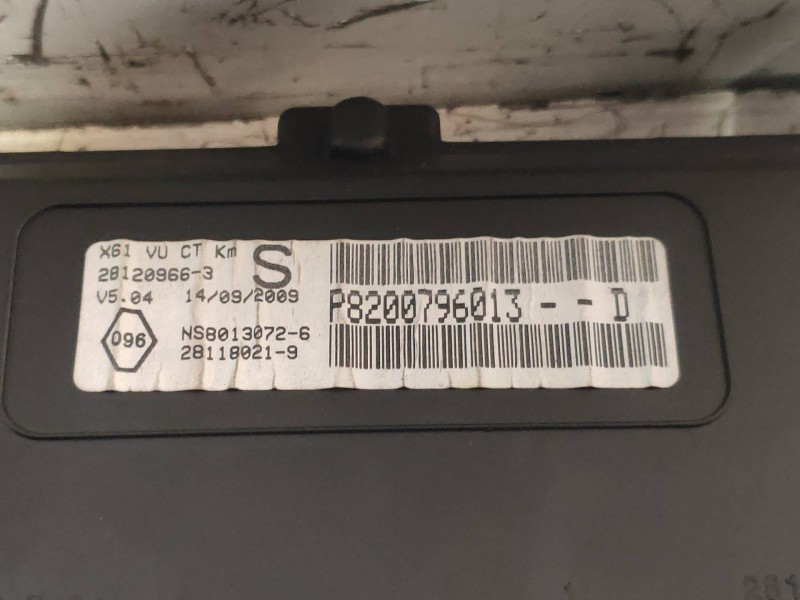 X61 VU CT Km S
28120966-3
V5.04 14/09/2009
096
NS8013072-6
28118021-9
P8200796013 - - D